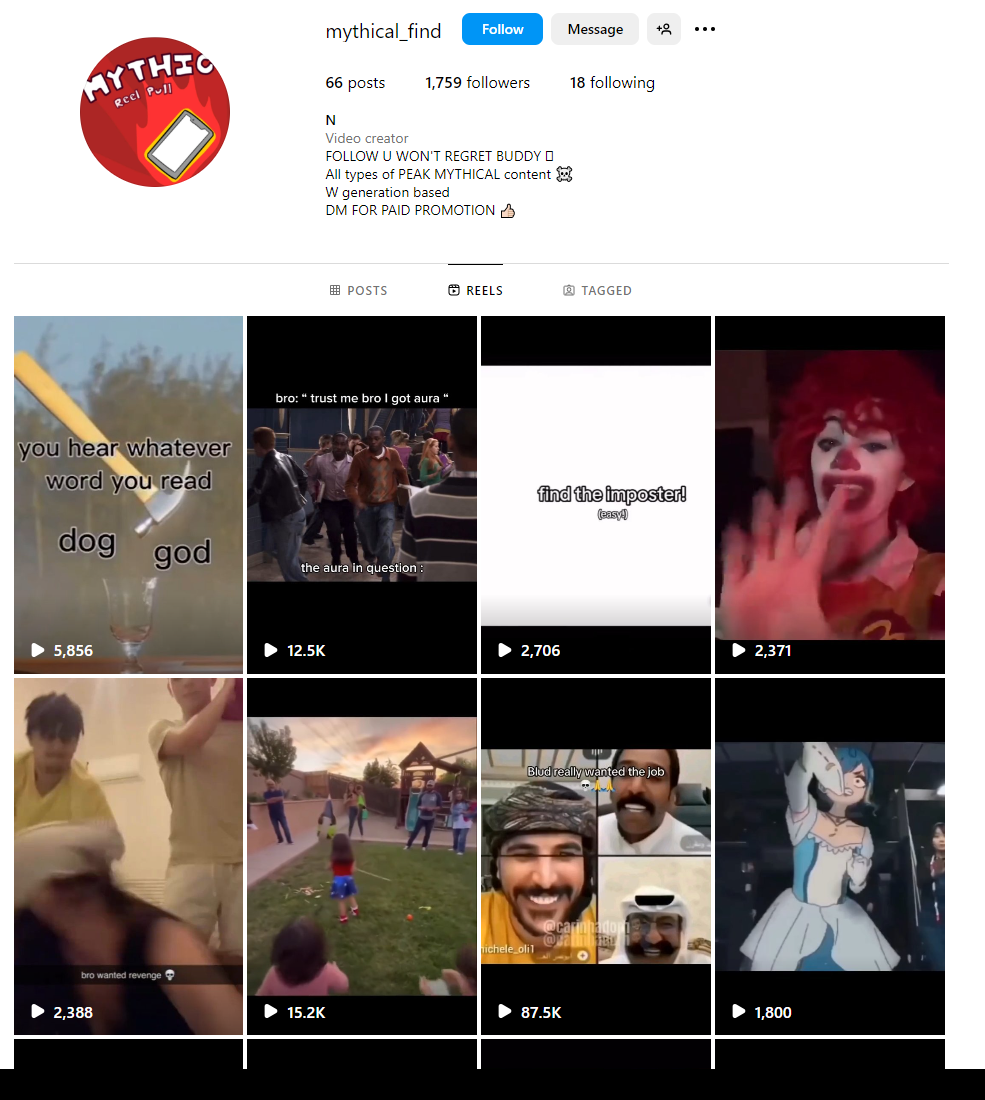 MYTHIC
Reel Pull
mythical_find
Follow
Message
66 posts
1,759 followers
18 following
N
Video creator
FOLLOW U WON'T REGRET BUDDY
All types of PEAK MYTHICAL content ☠️
W generation based
DM FOR PAID PROMOTION 👍🏻
POSTS
REELS
TAGGED
you hear whatever
word you read
dog
god
5,856
bro: “ trust me bro I got aura “
the aura in question :
12.5K
find the imposter!
(easy!)
2,706
2,371
bro wanted revenge 💀
2,388
15.2K
Blud really wanted the job
💀🙏🙏
michele_oli1
87.5K
1,800